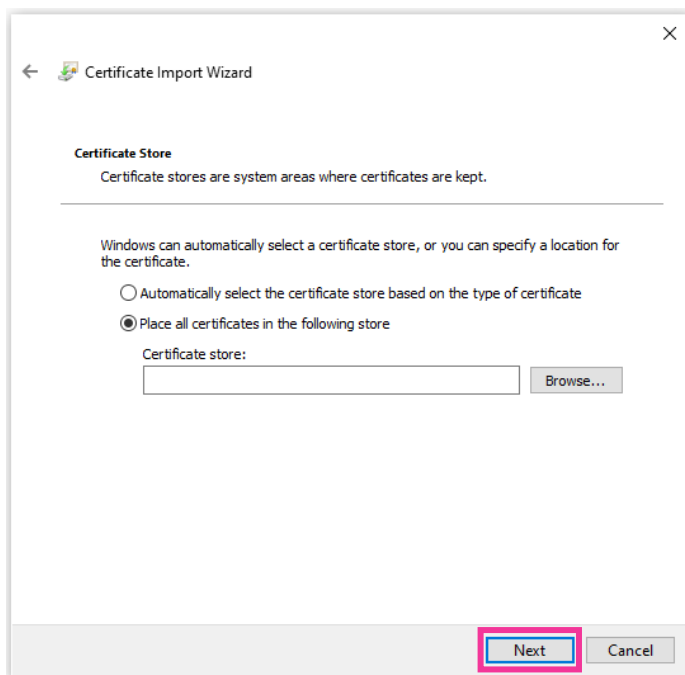 Certificate Import Wizard
Certificate Store
Certificate stores are system areas where certificates are kept.
Windows can automatically select a certificate store, or you can specify a location for
the certificate.
Automatically select the certificate store based on the type of certificate
Place all certificates in the following store
Certificate store:
Browse...
Next
Cancel